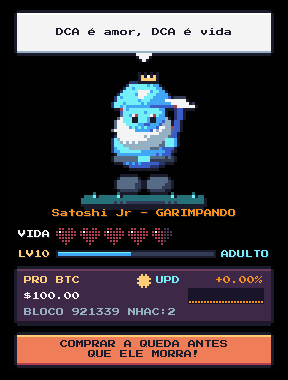 DCA é amor, DCA é vida
Satoshi Jr - GARIMPANDO
VIDA
LV10 ADULTO
PRO BTC UPD +0.00%
$100.00
BLOCO 921339 NHAC:2
COMPRAR A QUEDA ANTES
QUE ELE MORRA!